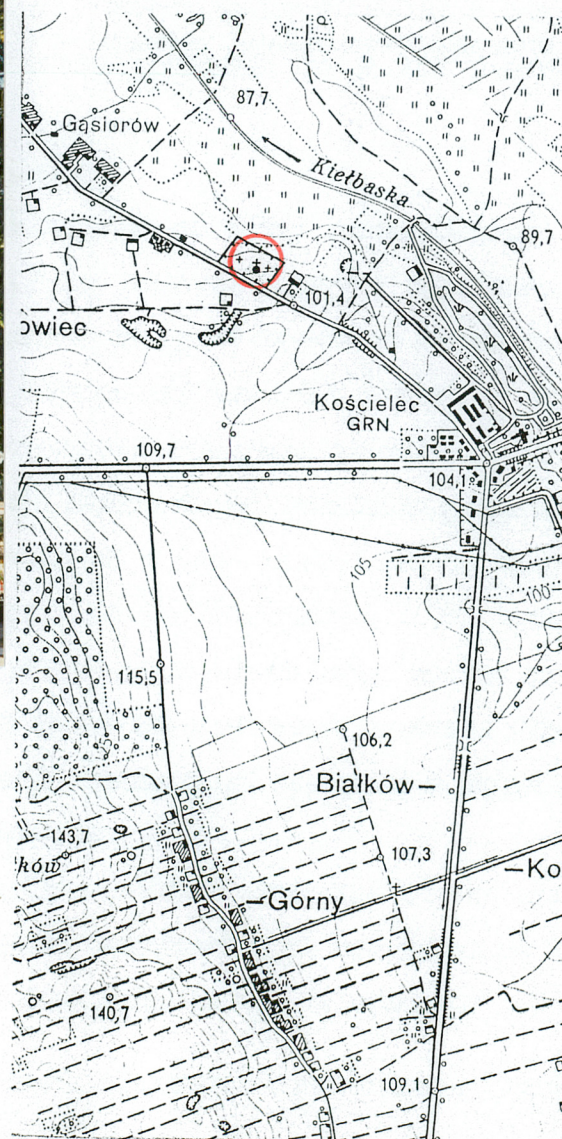 87,7
Gąsiorów
Kiełbaska
89,7
101,4
owiec
Kościelec
GRN
109,7
104,1
105
100
115,5
106,2
Białków–
143,7
107,3
ków
–Górny
–Ko
140,7
109,1